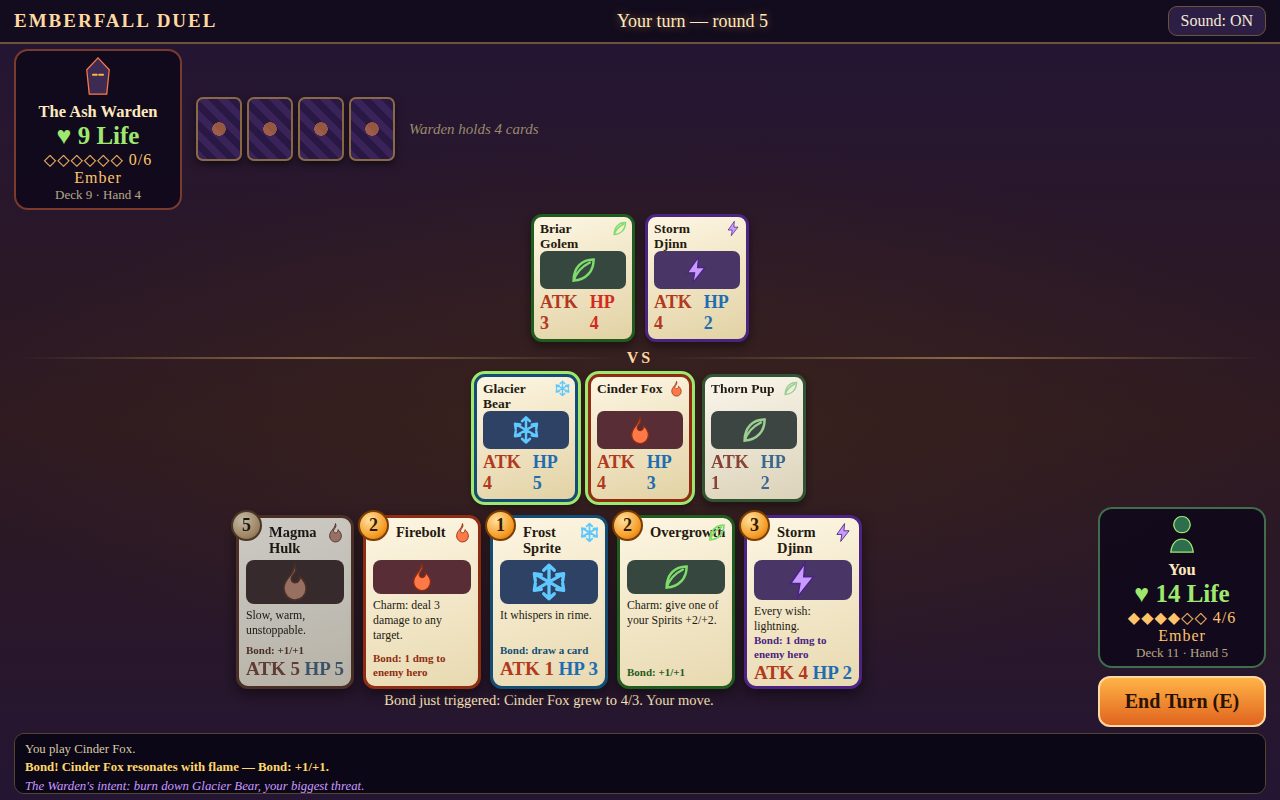 EMBERFALL DUEL
Your turn — round 5
Sound: ON
The Ash Warden
♥ 9 Life
◇◇◇◇◇◇ 0/6
Ember
Deck 9 · Hand 4
Warden holds 4 cards
Briar
Golem
ATK 3
HP 4
Storm
Djinn
ATK 4
HP 2
VS
Glacier
Bear
ATK 4
HP 5
Cinder Fox
ATK 4
HP 3
Thorn Pup
ATK 1
HP 2
5
Magma
Hulk
Slow, warm,
unstoppable.
Bond: +1/+1
ATK 5 HP 5
2
Firebolt
Charm: deal 3
damage to any
target.
Bond: 1 dmg to
enemy hero
1
Frost
Sprite
It whispers in rime.
Bond: draw a card
ATK 1 HP 3
2
Overgrowth
Charm: give one of
your Spirits +2/+2.
Bond: +1/+1
3
Storm
Djinn
Every wish:
lightning.
Bond: 1 dmg to
enemy hero
ATK 4 HP 2
You
♥ 14 Life
◆◆◆◆◇◇ 4/6
Ember
Deck 11 · Hand 5
Bond just triggered: Cinder Fox grew to 4/3. Your move.
End Turn (E)
You play Cinder Fox.
Bond! Cinder Fox resonates with flame — Bond: +1/+1.
The Warden's intent: burn down Glacier Bear, your biggest threat.